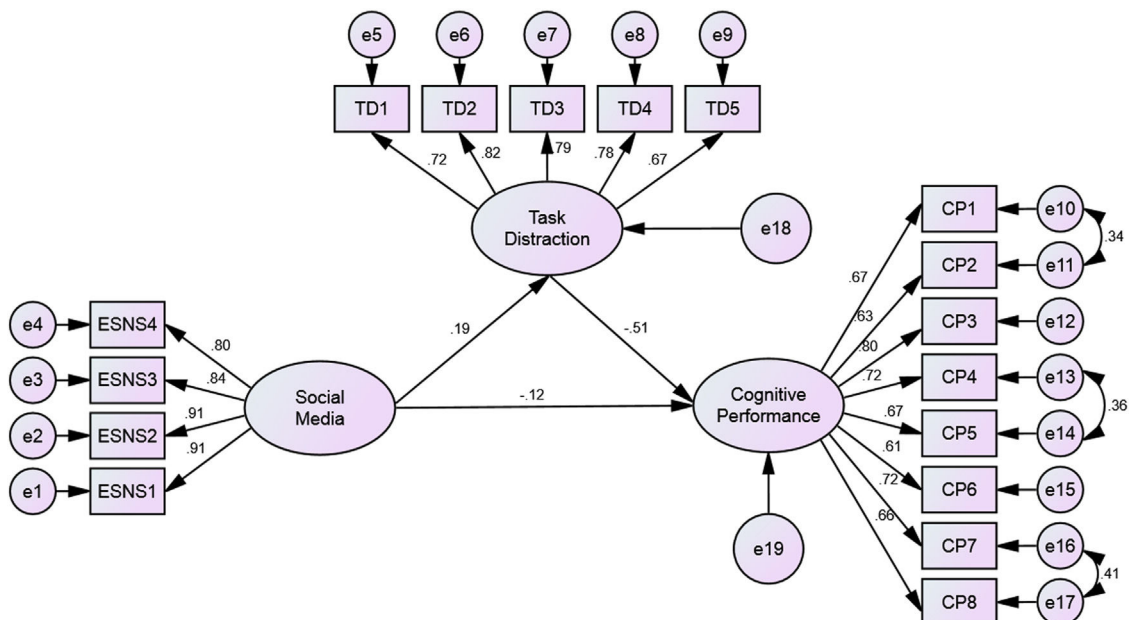 e5
e6
e7
e8
e9
TD1
TD2
TD3
TD4
TD5
.72
.82
.79
.78
.67
Task
Distraction
e18
CP1
e10
.34
CP2
e11
.67
.63
CP3
e12
.80
ESNS4
e4
.80
.19
-.51
.72
CP4
e13
ESNS3
e3
.84
Social
Media
-.12
Cognitive
Performance
.36
.67
CP5
e14
ESNS2
e2
.91
.91
.61
ESNS1
e1
.72
CP6
e15
.66
e19
CP7
e16
.41
CP8
e17